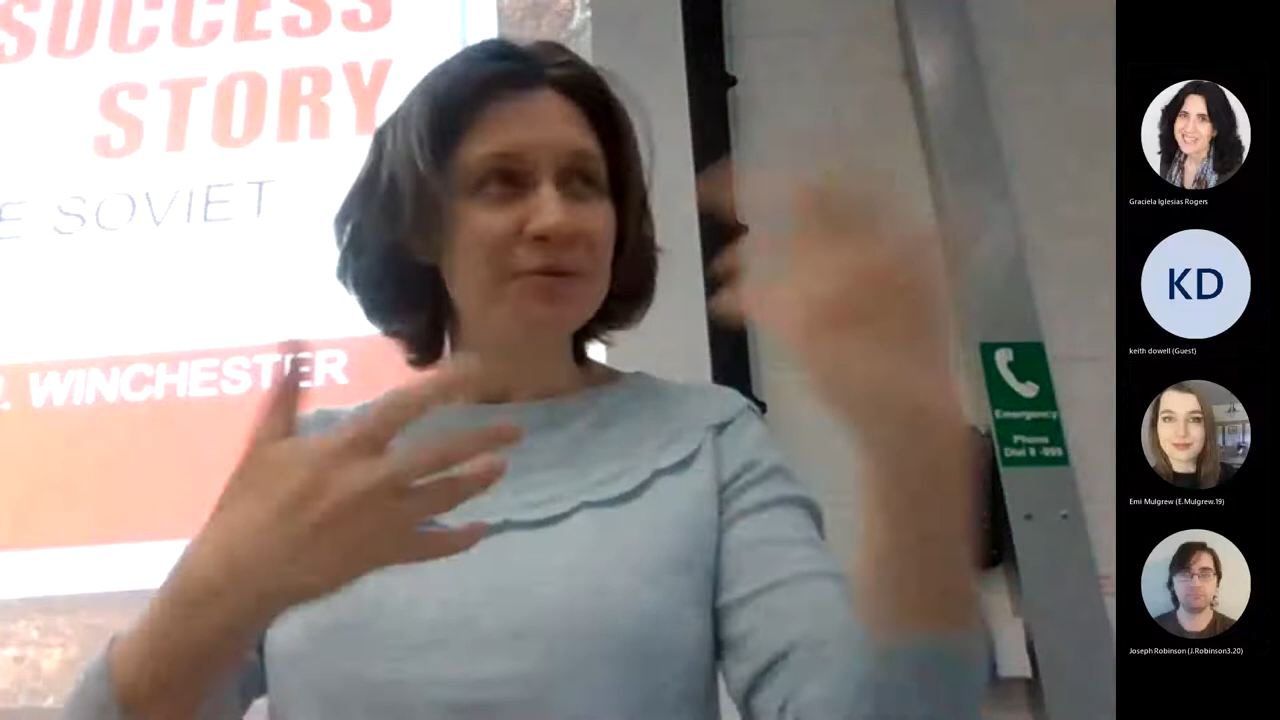 SUCCESS
STORY
E SOVIET
. WINCHESTER
Emergency
Phone
Dial 9 -999
Graciela Iglesias Rogers
KD
keith dowell (Guest)
Emi Mulgrew (E.Mulgrew.19)
Joseph Robinson (J.Robinson3.20)